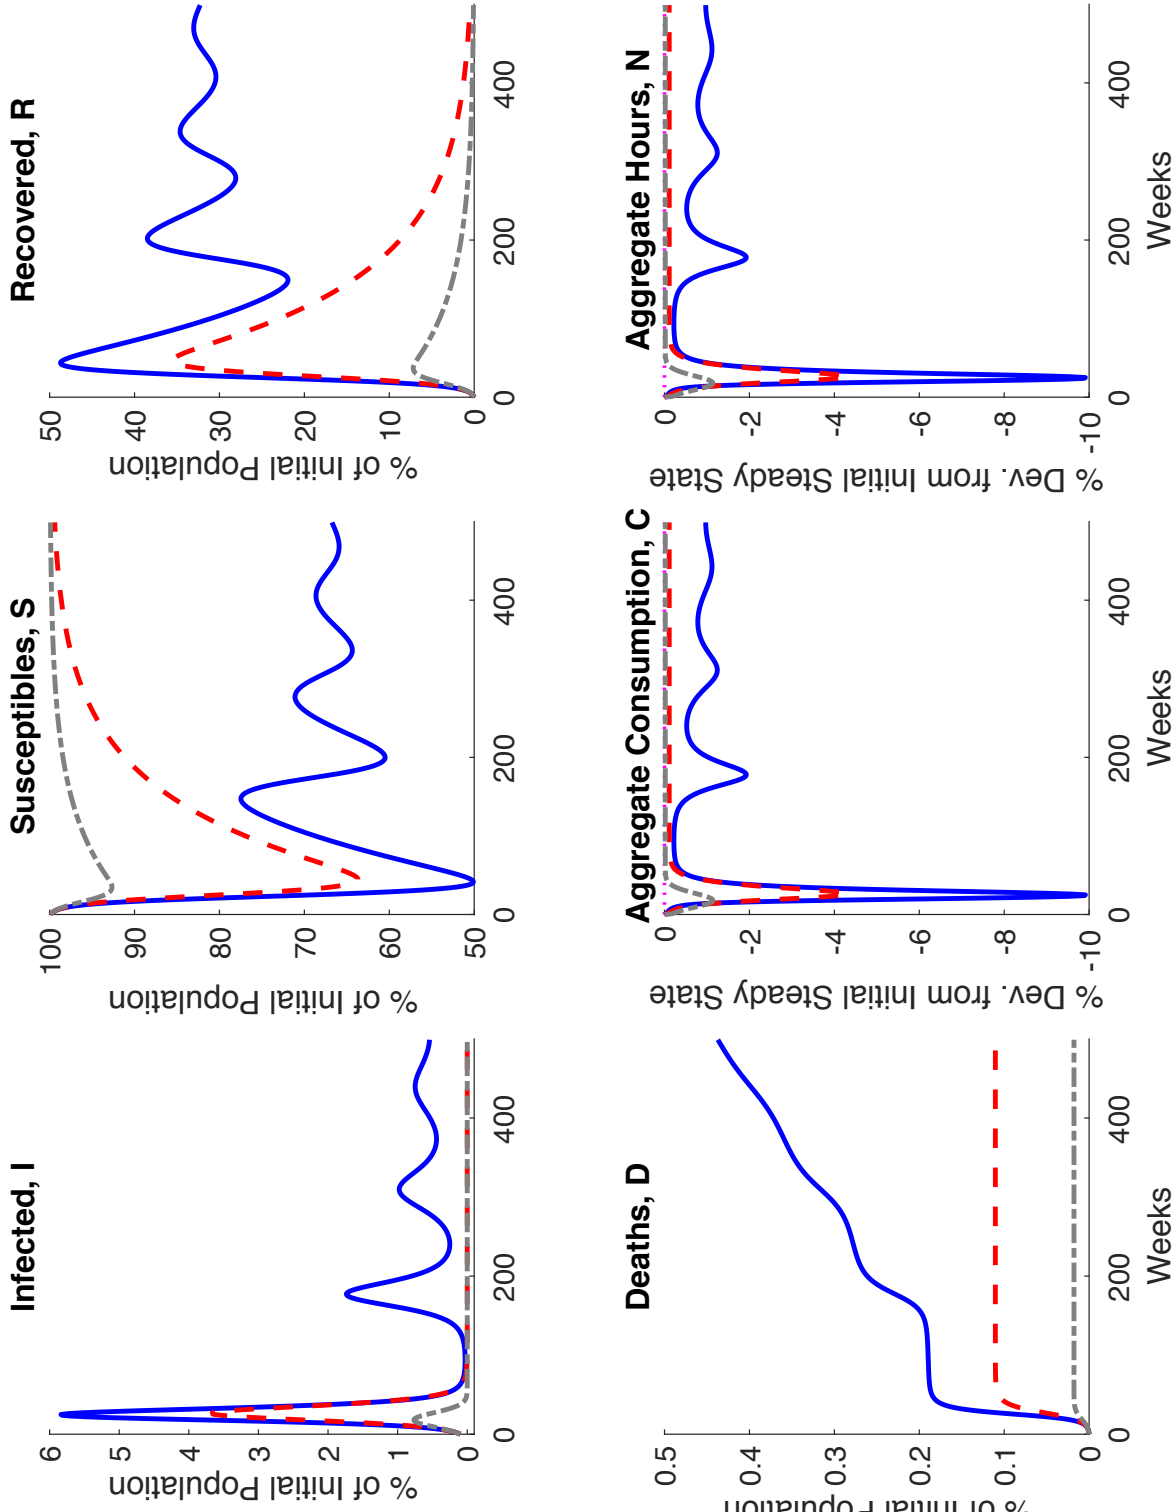 Infected, I
% of Initial Population
6
5
4
3
2
1
0
0 200 400
Susceptibles, S
% of Initial Population
100
90
80
70
60
50
0 200 400
Recovered, R
% of Initial Population
50
40
30
20
10
0
0 200 400
Deaths, D
% of Initial Population
0.5
0.4
0.3
0.2
0.1
0
0 200 400
Weeks
Aggregate Consumption, C
% Dev. from Initial Steady State
0
-2
-4
-6
-8
-10
0 200 400
Weeks
Aggregate Hours, N
% Dev. from Initial Steady State
0
-2
-4
-6
-8
-10
0 200 400
Weeks